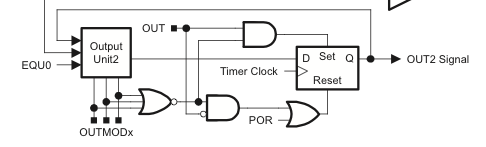 OUT
Output
Unit2
EQU0
D
Set
Q
OUT2 Signal
Timer Clock
Reset
POR
OUTMODx